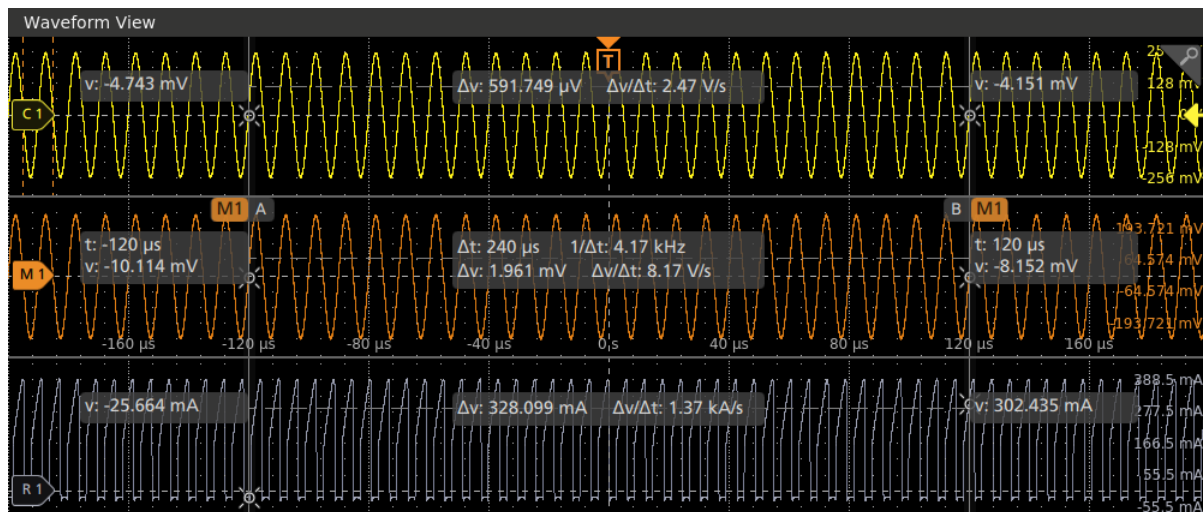 Waveform View
25
v: -4.743 mV
Δv: 591.749 μV Δv/Δt: 2.47 V/s
v: -4.151 mV
128 mV
C 1
T
-128 mV
-256 mV
M1 A
B M1
193.721 mV
t: -120 μs
v: -10.114 mV
Δt: 240 μs 1/Δt: 4.17 kHz
Δv: 1.961 mV Δv/Δt: 8.17 V/s
t: 120 μs
v: -8.152 mV
64.574 mV
M 1
-64.574 mV
-193.721 mV
-160 μs -120 μs -80 μs -40 μs 0s 40 μs 80 μs 120 μs 160 μs
388.5 mA
v: -25.664 mA
Δv: 328.099 mA Δv/Δt: 1.37 kA/s
v: 302.435 mA
277.5 mA
166.5 mA
55.5 mA
R 1
-55.5 mA